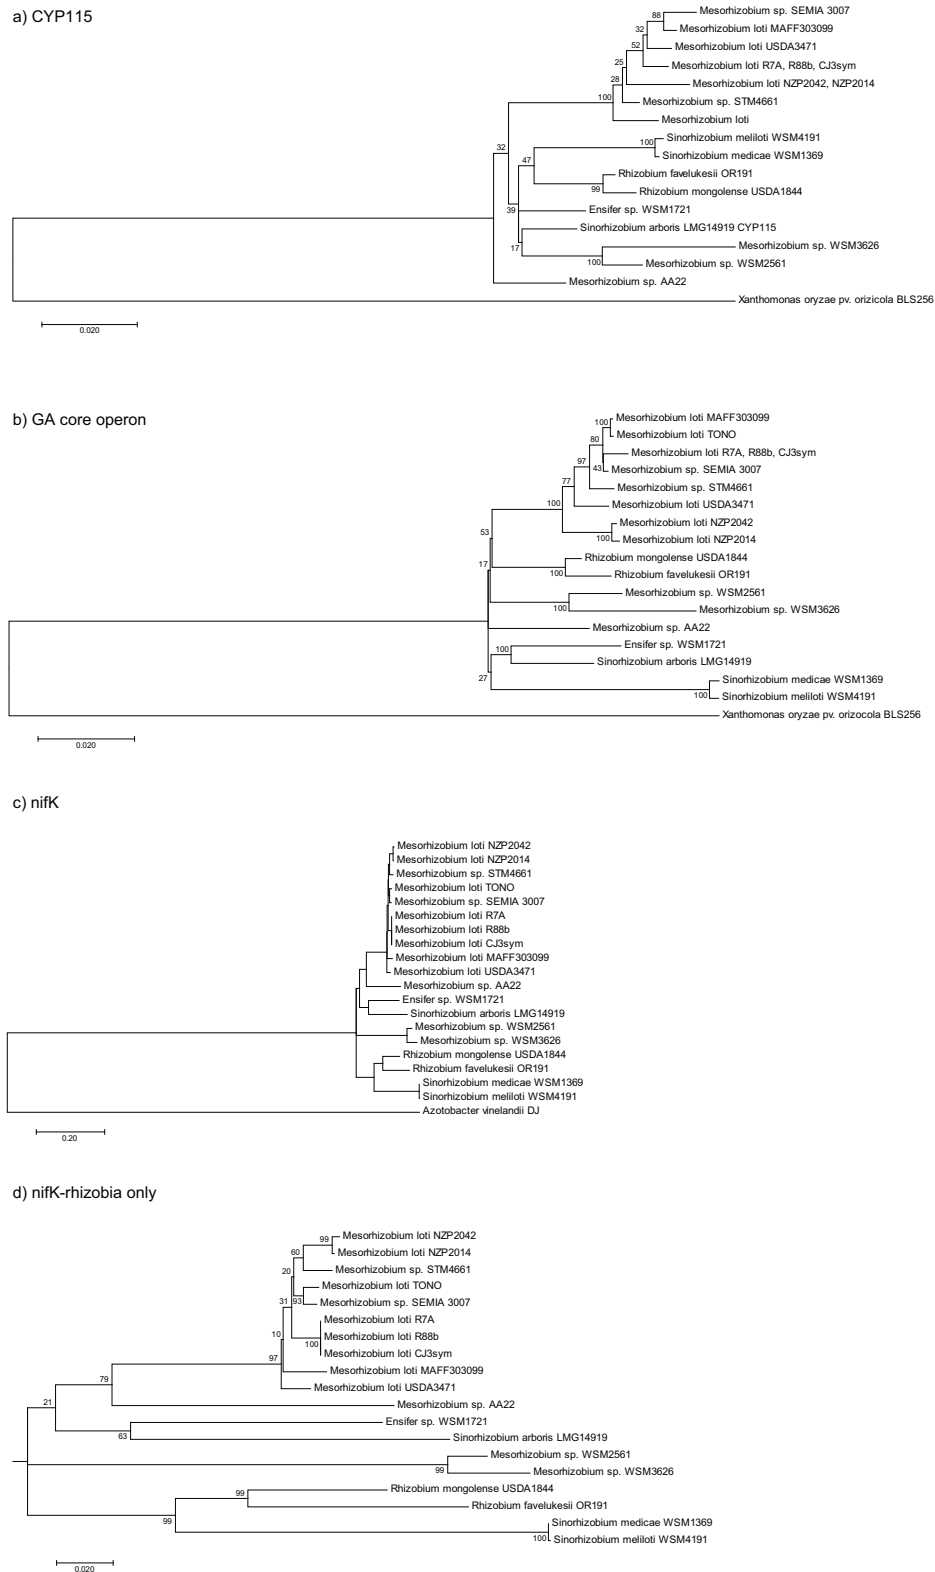 a) CYP115
Mesorhizobium sp. SEMIA 3007
88
Mesorhizobium loti MAFF303099
32
Mesorhizobium loti USDA3471
52
Mesorhizobium loti R7A, R88b, CJ3sym
25
Mesorhizobium loti NZP2042, NZP2014
28
Mesorhizobium sp. STM4661
100
Mesorhizobium loti
Sinorhizobium meliloti WSM4191
100
Sinorhizobium medicae WSM1369
32
47
Rhizobium favelukesii OR191
99
Rhizobium mongolense USDA1844
39
Ensifer sp. WSM1721
Sinorhizobium arboris LMG14919 CYP115
17
Mesorhizobium sp. WSM3626
100
Mesorhizobium sp. WSM2561
Mesorhizobium sp. AA22
Xanthomonas oryzae pv. orizicola BLS256
0.020
b) GA core operon
Mesorhizobium loti MAFF303099
100
Mesorhizobium loti TONO
80
Mesorhizobium loti R7A, R88b, CJ3sym
97
43
Mesorhizobium sp. SEMIA 3007
77
Mesorhizobium sp. STM4661
100
Mesorhizobium loti USDA3471
Mesorhizobium loti NZP2042
100
Mesorhizobium loti NZP2014
53
Rhizobium mongolense USDA1844
17
100
Rhizobium favelukesii OR191
Mesorhizobium sp. WSM2561
100
Mesorhizobium sp. WSM3626
Mesorhizobium sp. AA22
Ensifer sp. WSM1721
100
Sinorhizobium arboris LMG14919
27
Sinorhizobium medicae WSM1369
100
Sinorhizobium meliloti WSM4191
Xanthomonas oryzae pv. orizocola BLS256
0.020
c) nifK
Mesorhizobium loti NZP2042
Mesorhizobium loti NZP2014
Mesorhizobium sp. STM4661
Mesorhizobium loti TONO
Mesorhizobium sp. SEMIA 3007
Mesorhizobium loti R7A
Mesorhizobium loti R88b
Mesorhizobium loti CJ3sym
Mesorhizobium loti MAFF303099
Mesorhizobium loti USDA3471
Mesorhizobium sp. AA22
Ensifer sp. WSM1721
Sinorhizobium arboris LMG14919
Mesorhizobium sp. WSM2561
Mesorhizobium sp. WSM3626
Rhizobium mongolense USDA1844
Rhizobium favelukesii OR191
Sinorhizobium medicae WSM1369
Sinorhizobium meliloti WSM4191
Azotobacter vinelandii DJ
0.20
d) nifK-rhizobia only
Mesorhizobium loti NZP2042
99
Mesorhizobium loti NZP2014
60
Mesorhizobium sp. STM4661
20
Mesorhizobium loti TONO
31
93
Mesorhizobium sp. SEMIA 3007
Mesorhizobium loti R7A
10
Mesorhizobium loti R88b
100
Mesorhizobium loti CJ3sym
97
Mesorhizobium loti MAFF303099
79
Mesorhizobium loti USDA3471
21
Mesorhizobium sp. AA22
Ensifer sp. WSM1721
63
Sinorhizobium arboris LMG14919
Mesorhizobium sp. WSM2561
99
Mesorhizobium sp. WSM3626
Rhizobium mongolense USDA1844
99
Rhizobium favelukesii OR191
99
Sinorhizobium medicae WSM1369
100
Sinorhizobium meliloti WSM4191
0.020